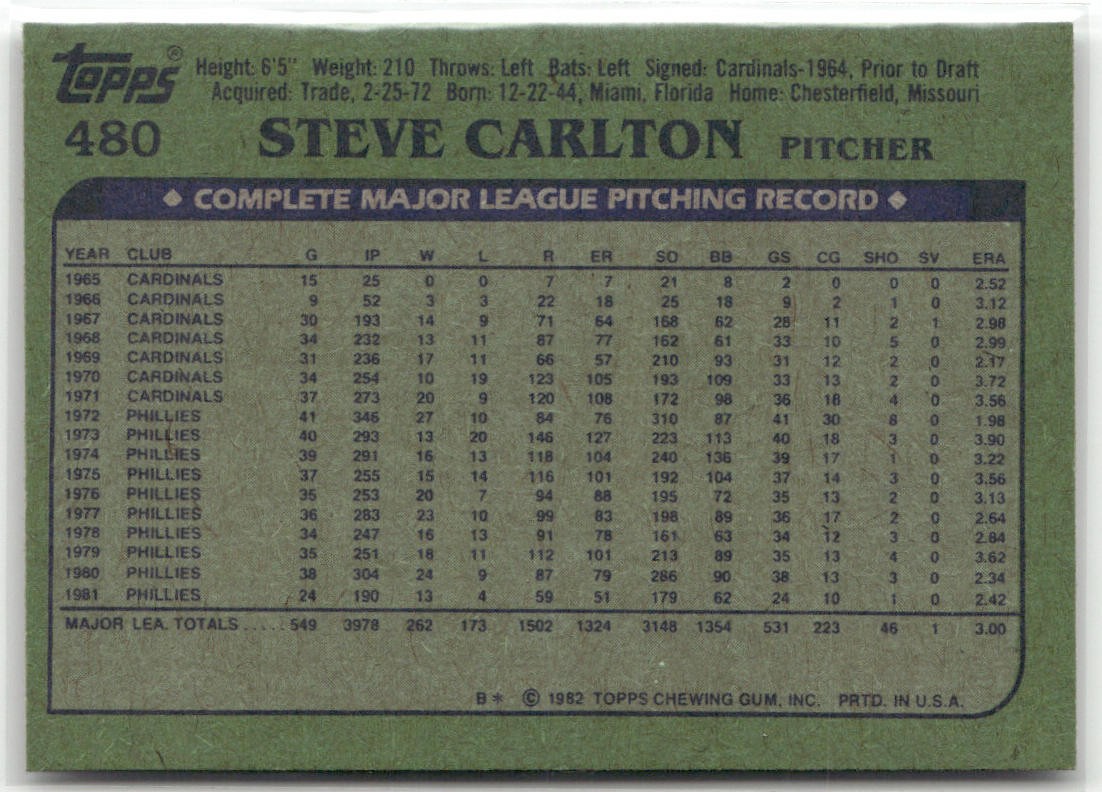 Topps® Height: 6'5" Weight: 210 Throws: Left Bats: Left Signed: Cardinals-1964, Prior to Draft
Acquired: Trade, 2-25-72 Born: 12-22-44, Miami, Florida Home: Chesterfield, Missouri
480 STEVE CARLTON PITCHER
◆ COMPLETE MAJOR LEAGUE PITCHING RECORD ◆
YEAR CLUB G IP W L R ER SO BB GS CG SHO SV ERA
1965 CARDINALS 15 25 0 0 7 7 21 8 2 0 0 0 2.52
1966 CARDINALS 9 52 3 3 22 18 25 18 9 2 1 0 3.12
1967 CARDINALS 30 193 14 9 71 64 168 62 28 11 2 1 2.98
1968 CARDINALS 34 232 13 11 87 77 162 61 33 10 5 0 2.99
1969 CARDINALS 31 236 17 11 66 57 210 93 31 12 2 0 2.17
1970 CARDINALS 34 254 10 19 123 105 193 109 33 13 2 0 3.72
1971 CARDINALS 37 273 20 9 120 108 172 98 36 18 4 0 3.56
1972 PHILLIES 41 346 27 10 84 76 310 87 41 30 8 0 1.98
1973 PHILLIES 40 293 13 20 146 127 223 113 40 18 3 0 3.90
1974 PHILLIES 39 291 16 13 118 104 240 136 39 17 1 0 3.22
1975 PHILLIES 37 255 15 14 116 101 192 104 37 14 3 0 3.56
1976 PHILLIES 35 253 20 7 94 88 195 72 35 13 2 0 3.13
1977 PHILLIES 36 283 23 10 99 83 198 89 36 17 2 0 2.64
1978 PHILLIES 34 247 16 13 91 78 161 63 34 12 3 0 2.84
1979 PHILLIES 35 251 18 11 112 101 213 89 35 13 4 0 3.62
1980 PHILLIES 38 304 24 9 87 79 286 90 38 13 3 0 2.34
1981 PHILLIES 24 190 13 4 59 51 179 62 24 10 1 0 2.42
MAJOR LEA. TOTALS ..... 549 3978 262 173 1502 1324 3148 1354 531 223 46 1 3.00
B* © 1982 TOPPS CHEWING GUM, INC. PRTD. IN U.S.A.